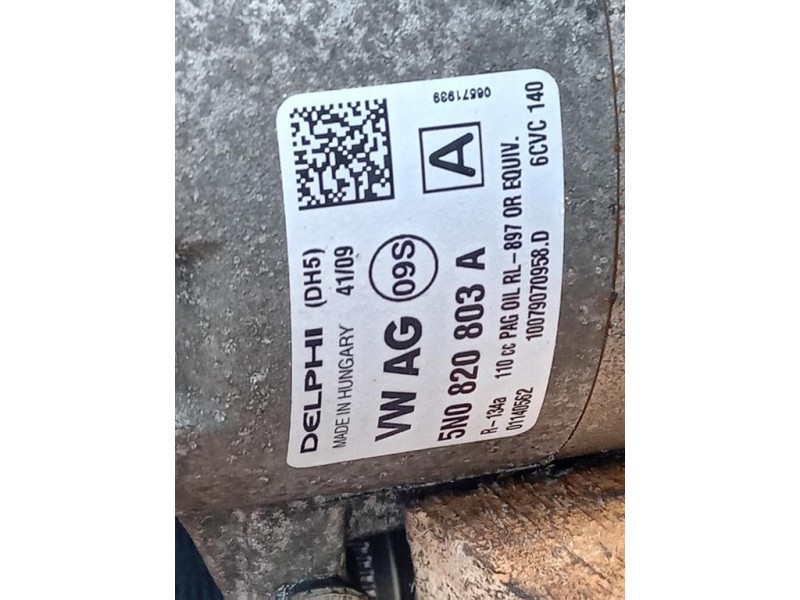 DELPHI (DH5)
MADE IN HUNGARY 41/09
VW AG 09S
A
06571939
5N0 820 803 A
R-134a 110 cc PAG OIL RL-897 OR EQUIV.
01140562 10079070958.D 6CVC 140